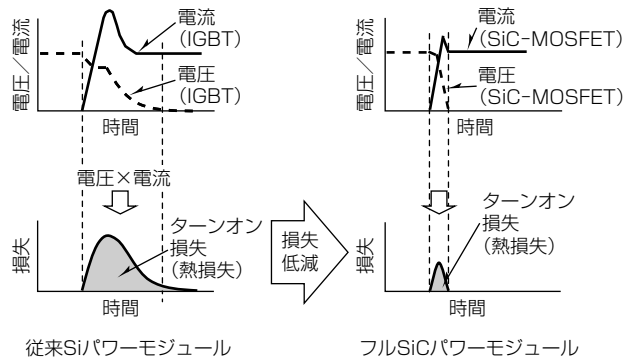 電圧／電流
電流
(IGBT)
電圧
(IGBT)
時間
電圧×電流
損失
ターンオン
損失
(熱損失)
時間
従来Siパワーモジュール
損失
低減
電圧／電流
電流
(SiC-MOSFET)
電圧
(SiC-MOSFET)
時間
損失
ターンオン
損失
(熱損失)
時間
フルSiCパワーモジュール